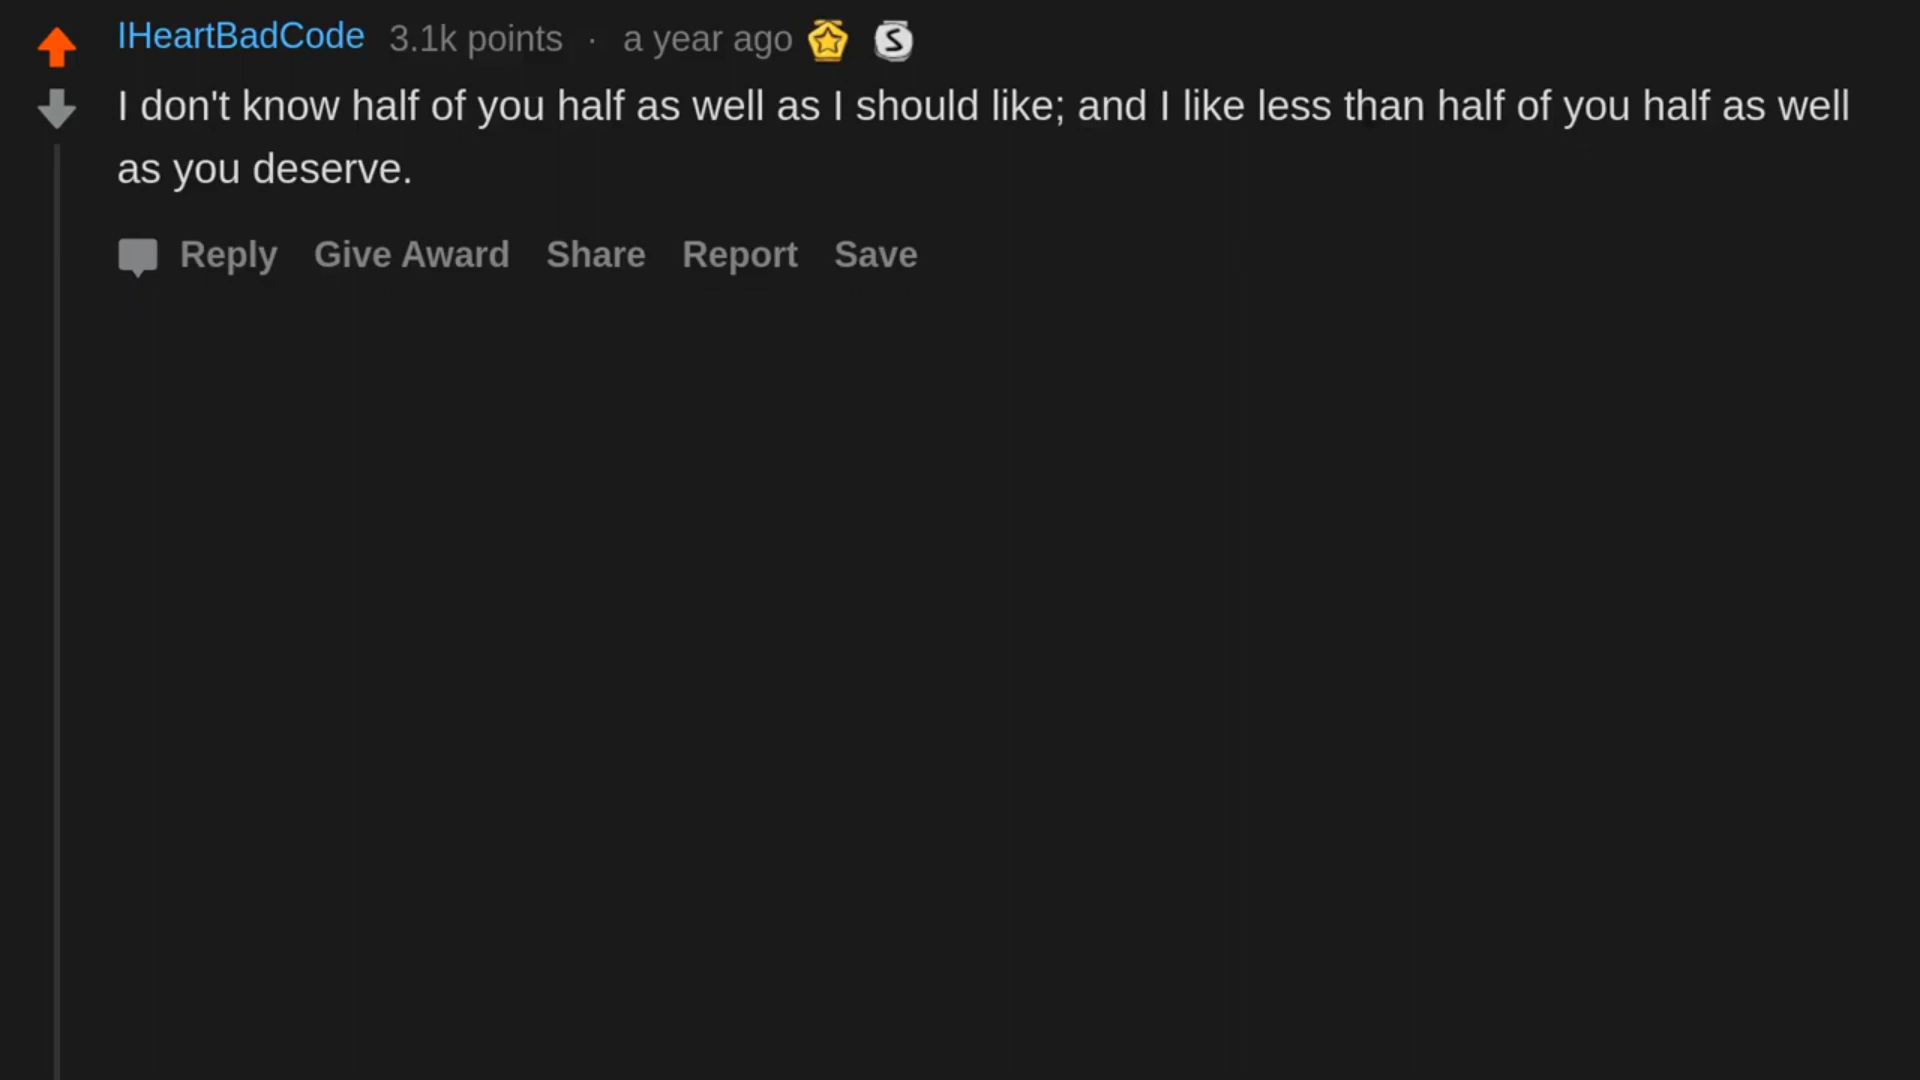 IHeartBadCode 3.1k points · a year ago S
I don't know half of you half as well as I should like; and I like less than half of you half as well
as you deserve.
Reply Give Award Share Report Save